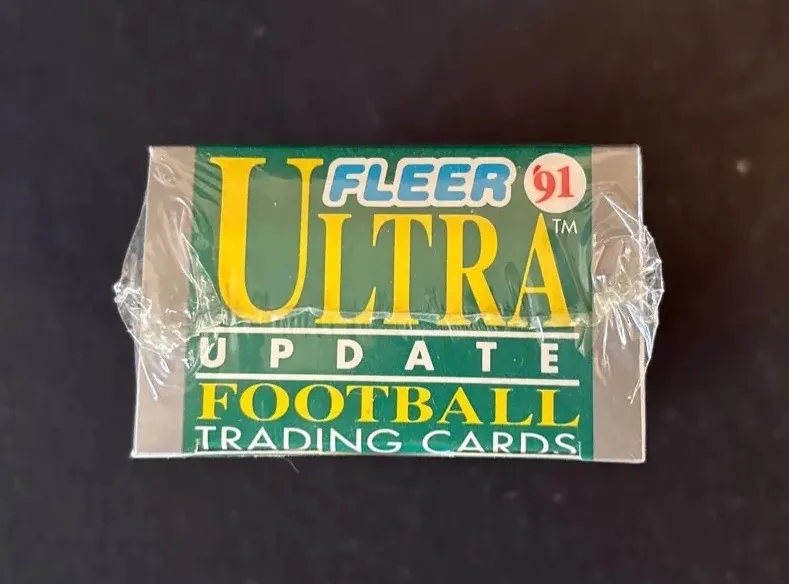 FLEER '91
ULTRA™
UPDATE
FOOTBALL
TRADING CARDS